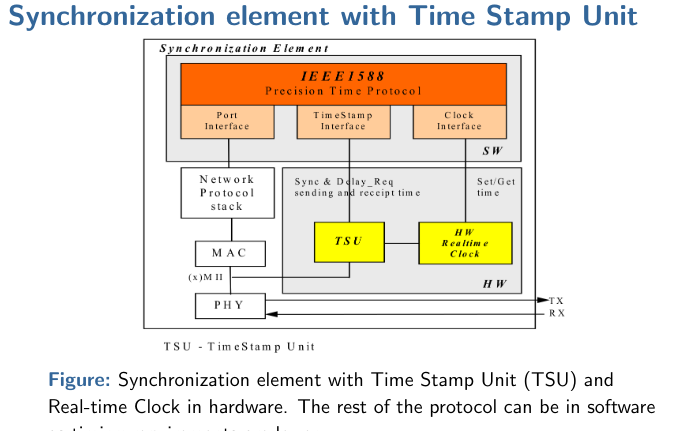 Synchronization element with Time Stamp Unit
Synchronization Element
IEEE1588
Precision Time Protocol
Port
Interface
TimeStamp
Interface
Clock
Interface
SW
Network
Protocol
stack
Sync & Delay_Req
sending and receipt time
Set/Get
time
TSU
HW
Realtime
Clock
MAC
(x)MII
HW
PHY
TX
RX
TSU - TimeStamp Unit
Figure: Synchronization element with Time Stamp Unit (TSU) and
Real-time Clock in hardware. The rest of the protocol can be in software